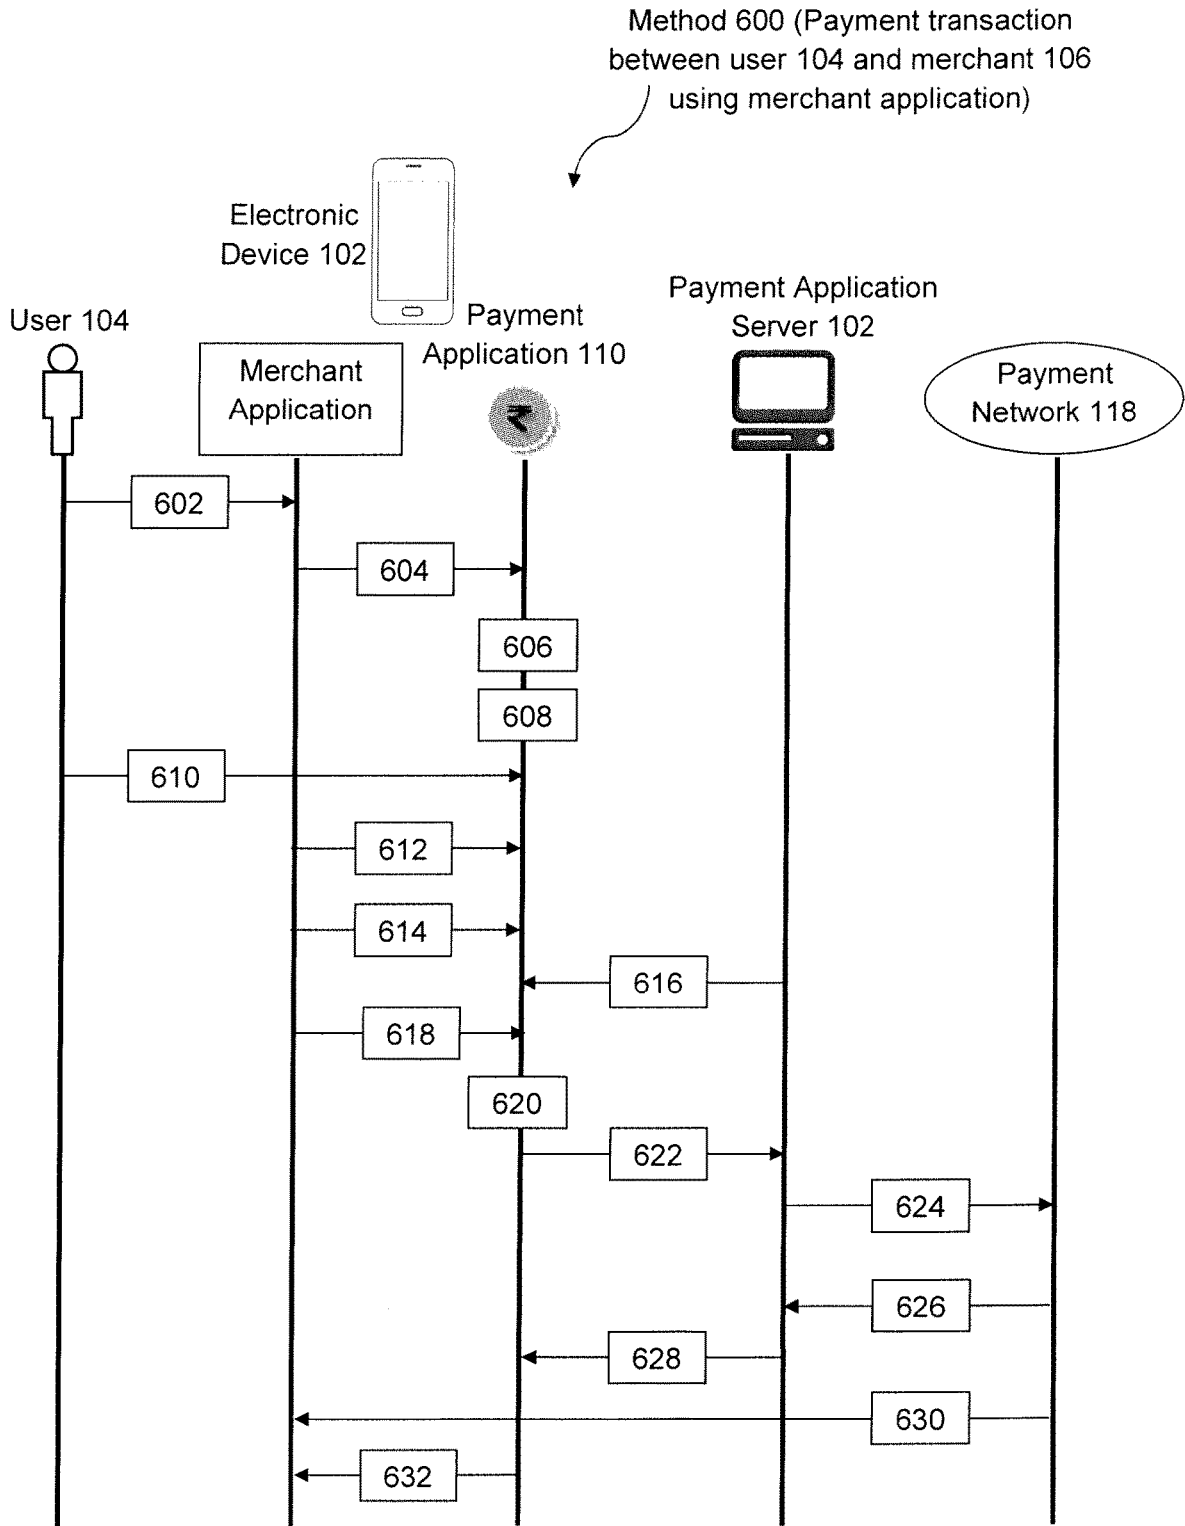 Method 600 (Payment transaction
between user 104 and merchant 106
using merchant application)
Electronic
Device 102
User 104
Merchant
Application
Payment
Application 110
₹
Payment Application
Server 102
Payment
Network 118
602
604
606
608
610
612
614
616
618
620
622
624
626
628
630
632